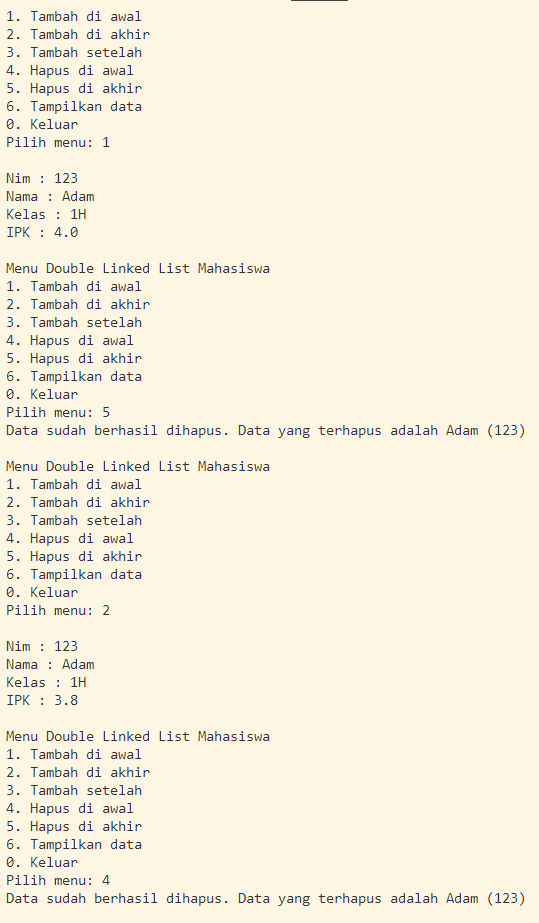 1. Tambah di awal
2. Tambah di akhir
3. Tambah setelah
4. Hapus di awal
5. Hapus di akhir
6. Tampilkan data
0. Keluar
Pilih menu: 1
Nim : 123
Nama : Adam
Kelas : 1H
IPK : 4.0
Menu Double Linked List Mahasiswa
1. Tambah di awal
2. Tambah di akhir
3. Tambah setelah
4. Hapus di awal
5. Hapus di akhir
6. Tampilkan data
0. Keluar
Pilih menu: 5
Data sudah berhasil dihapus. Data yang terhapus adalah Adam (123)
Menu Double Linked List Mahasiswa
1. Tambah di awal
2. Tambah di akhir
3. Tambah setelah
4. Hapus di awal
5. Hapus di akhir
6. Tampilkan data
0. Keluar
Pilih menu: 2
Nim : 123
Nama : Adam
Kelas : 1H
IPK : 3.8
Menu Double Linked List Mahasiswa
1. Tambah di awal
2. Tambah di akhir
3. Tambah setelah
4. Hapus di awal
5. Hapus di akhir
6. Tampilkan data
0. Keluar
Pilih menu: 4
Data sudah berhasil dihapus. Data yang terhapus adalah Adam (123)